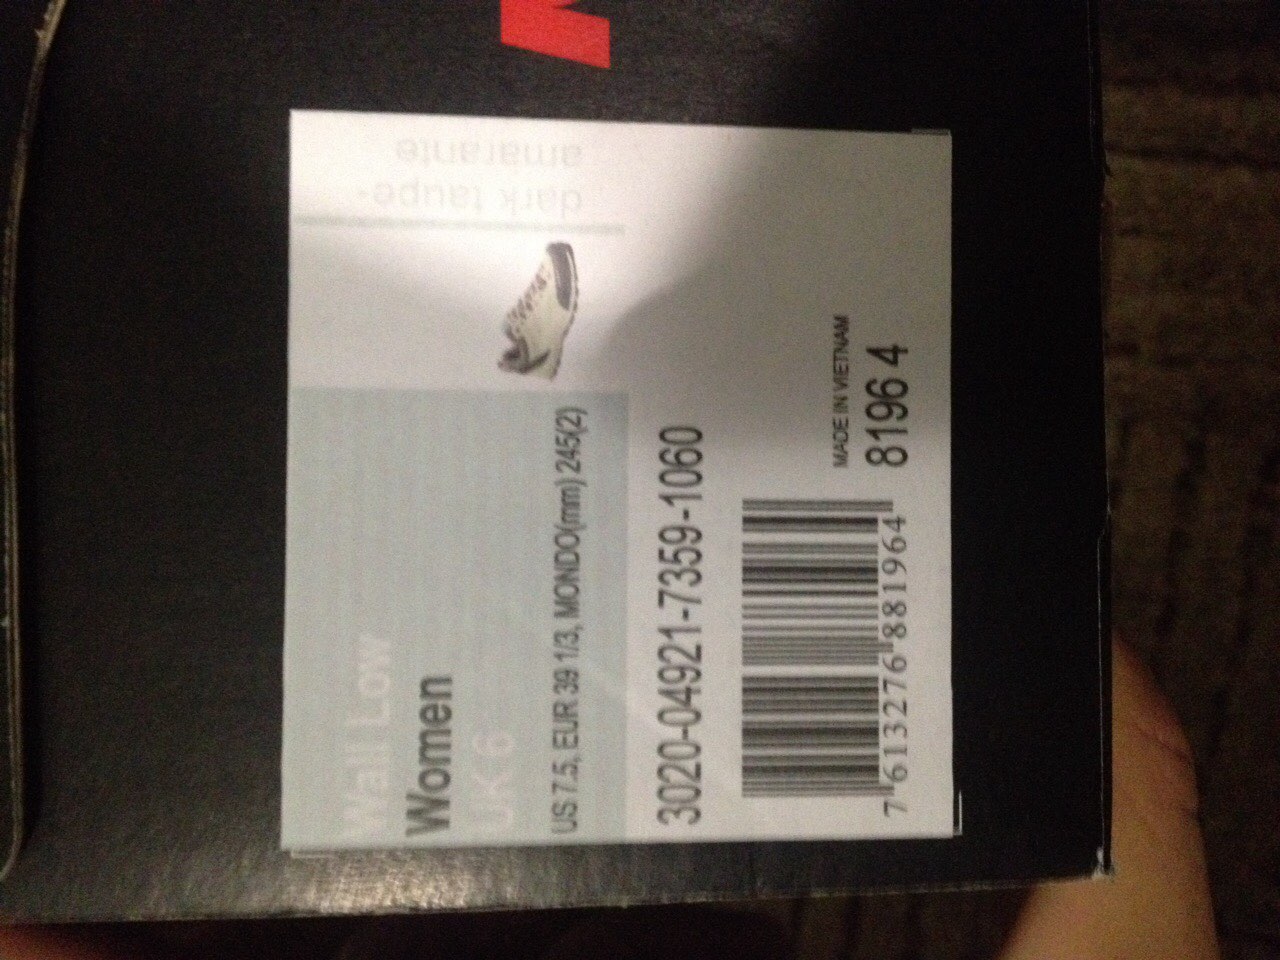 Wall Low
Women
UK 6
US 7.5, EUR 39 1/3, MONDO(mm) 245(2)
dark taupe-
amarante
3020-04921-7359-1060
7 613276 881964
MADE IN VIETNAM
8196 4